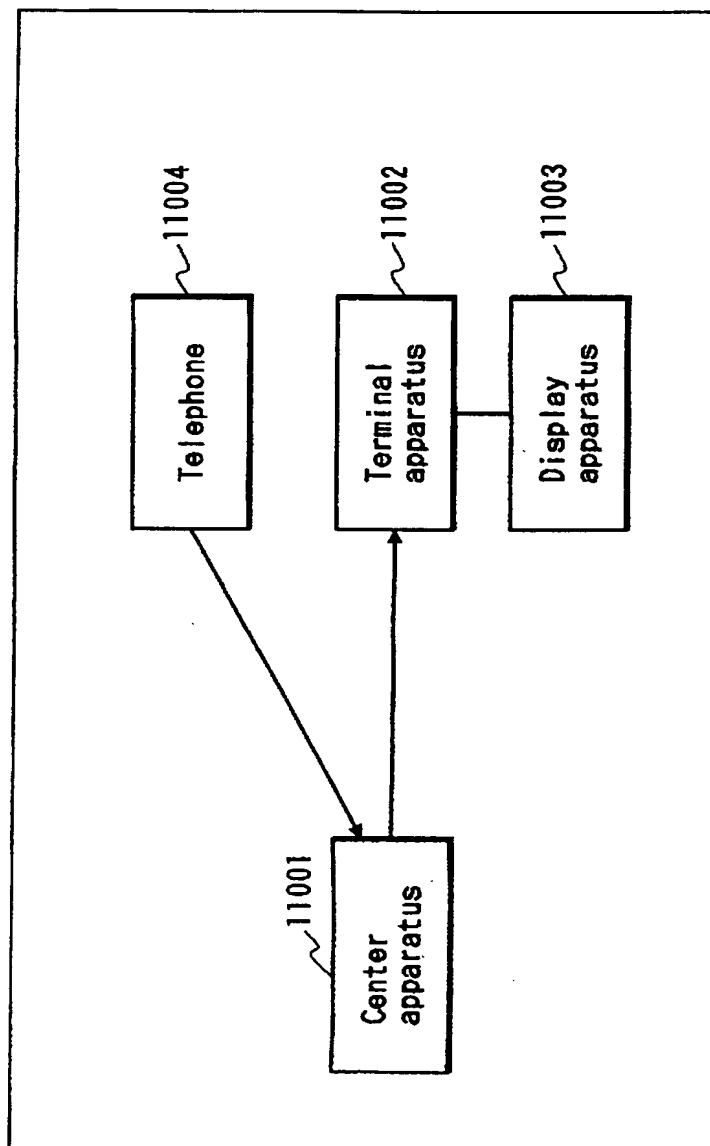 11004
Telephone
11002
Terminal
apparatus
11003
Display
apparatus
11001
Center
apparatus